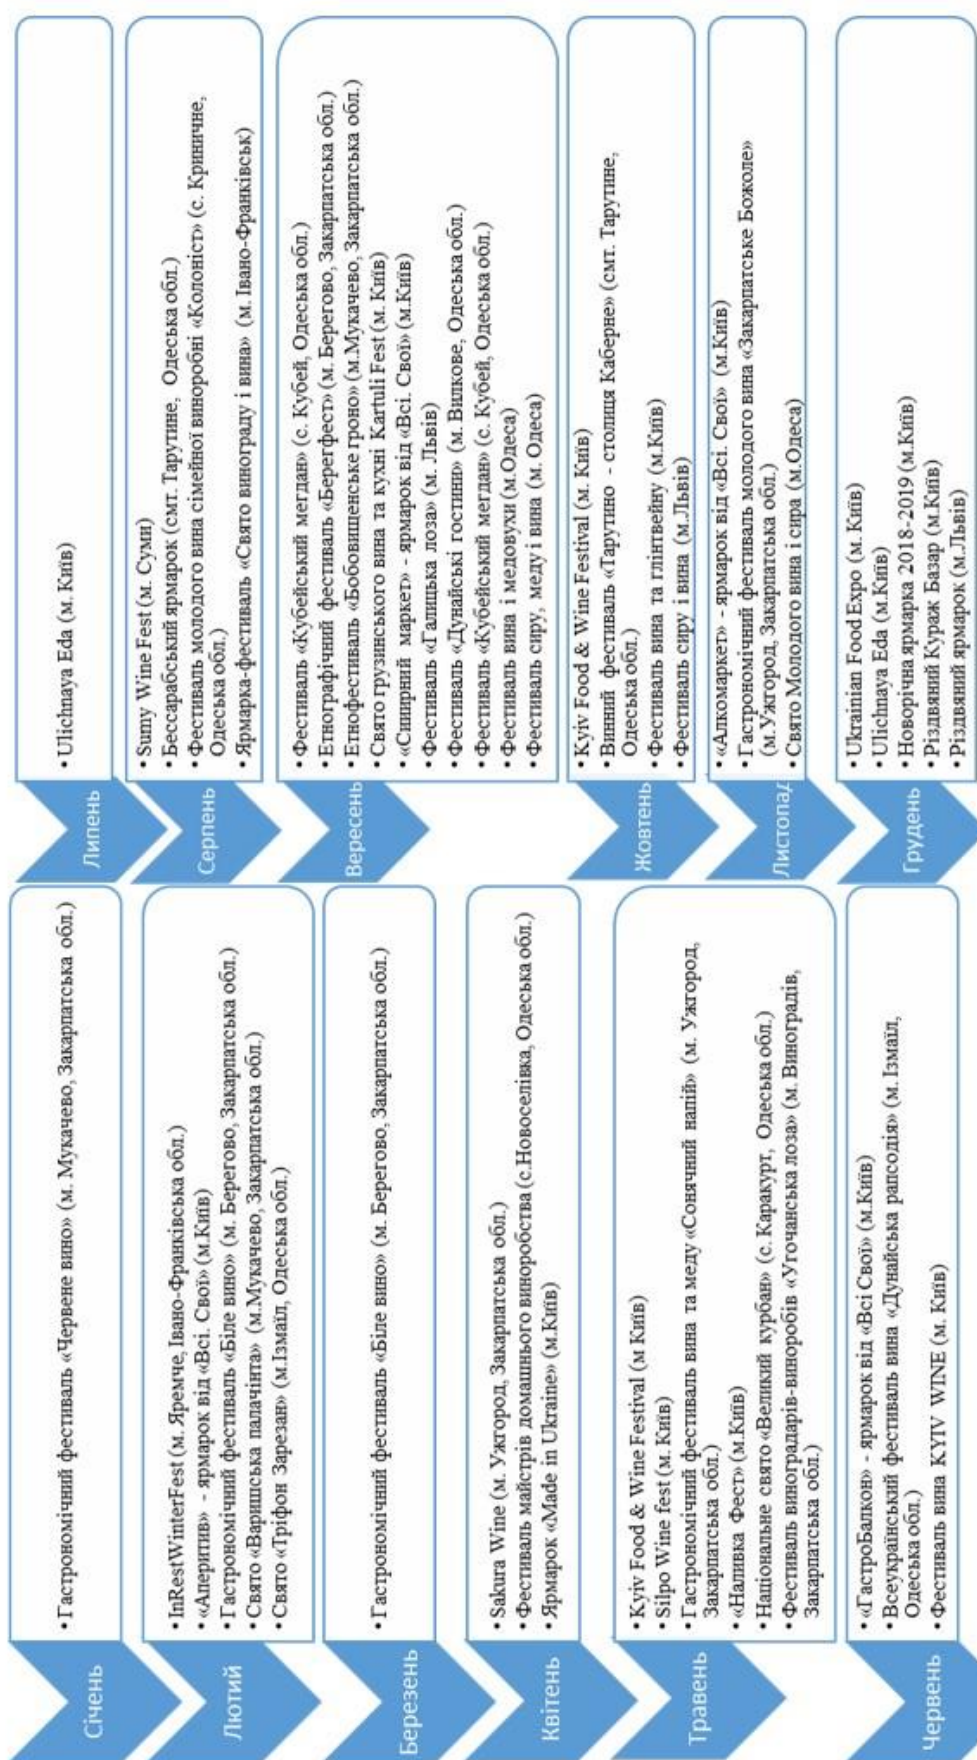 Січень
• Гастрономічний фестиваль «Червене вино» (м. Мукачево, Закарпатська обл.)
Лютий
• InRestWinterFest (м. Яремче, Івано-Франківська обл.)
• «Аперитив» - ярмарок від «Всі. Свої» (м.Київ)
• Гастрономічний фестиваль «Біле вино» (м. Берегово, Закарпатська обл.)
• Свято «Варишська палачінта» (м.Мукачево, Закарпатська обл.)
• Свято «Тріфон Зарезан» (м.Ізмаїл, Одеська обл.)
Березень
• Гастрономічний фестиваль «Біле вино» (м. Берегово, Закарпатська обл.)
Квітень
• Sakura Wine (м. Ужгород, Закарпатська обл.)
• Фестиваль майстрів домашнього виноробства (с.Новоселівка, Одеська обл.)
• Ярмарок «Made in Ukraine» (м.Київ)
Травень
• Kyiv Food & Wine Festival (м Київ)
• Silpo Wine fest (м. Київ)
• Гастрономічний фестиваль вина та меду «Сонячний напій» (м. Ужгород,
Закарпатська обл.)
• «Наливка Фест» (м.Київ)
• Національне свято «Великий курбан» (с. Каракурт, Одеська обл.)
• Фестиваль виноградарів-виноробів «Угочанська лоза» (м. Виноградів,
Закарпатська обл.)
Червень
• «ГастроБалкон» - ярмарок від «Всі Свої» (м.Київ)
• Всеукраїнський фестиваль вина «Дунайська рапсодія» (м. Ізмаїл,
Одеська обл.)
• Фестиваль вина KYIV WINE (м. Київ)
Липень
• Ulichnaya Eda (м. Київ)
Серпень
• Sumy Wine Fest (м. Суми)
• Бессарабський ярмарок (смт. Тарутине, Одеська обл.)
• Фестиваль молодого вина сімейної виноробні «Колоніст» (с. Криничне,
Одеська обл.)
• Ярмарка-фестиваль «Свято винограду і вина» (м. Івано-Франківськ)
Вересень
• Фестиваль «Кубейський мегдан» (с. Кубей, Одеська обл.)
• Етнографічний фестиваль «Берегфест» (м. Берегово, Закарпатська обл.)
• Етнофестиваль «Бобовищенське гроно» (м.Мукачево, Закарпатська обл.)
• Свято грузинського вина та кухні Kartuli Fest (м. Київ)
• «Сиирний маркет» - ярмарок від «Всі. Свої» (м.Київ)
• Фестиваль «Галицька лоза» (м. Львів)
• Фестиваль «Дунайські гостини» (м. Вилкове, Одеська обл.)
• Фестиваль «Кубейський мегдан» (с. Кубей, Одеська обл.)
• Фестиваль вина і медовухи (м.Одеса)
• Фестиваль сиру, меду і вина (м. Одеса)
Жовтень
• Kyiv Food & Wine Festival (м. Київ)
• Винний фестиваль «Тарутино - столиця Каберне» (смт. Тарутине,
Одеська обл.)
• Фестиваль вина та глінтвейну (м.Київ)
• Фестиваль сиру і вина (м.Львів)
Листопад
• «Алкомаркет» - ярмарок від «Всі. Свої» (м.Київ)
• Гастрономічний фестиваль молодого вина «Закарпатське Божоле»
(м.Ужгород, Закарпатська обл.)
• Свято Молодого вина і сира (м.Одеса)
Грудень
• Ukrainian Food Expo (м. Київ)
• Ulichnaya Eda (м.Київ)
• Новорічна ярмарка 2018-2019 (м.Київ)
• Різдвяний Кураж Базар (м.Київ)
• Різдвяний ярмарок (м.Львів)